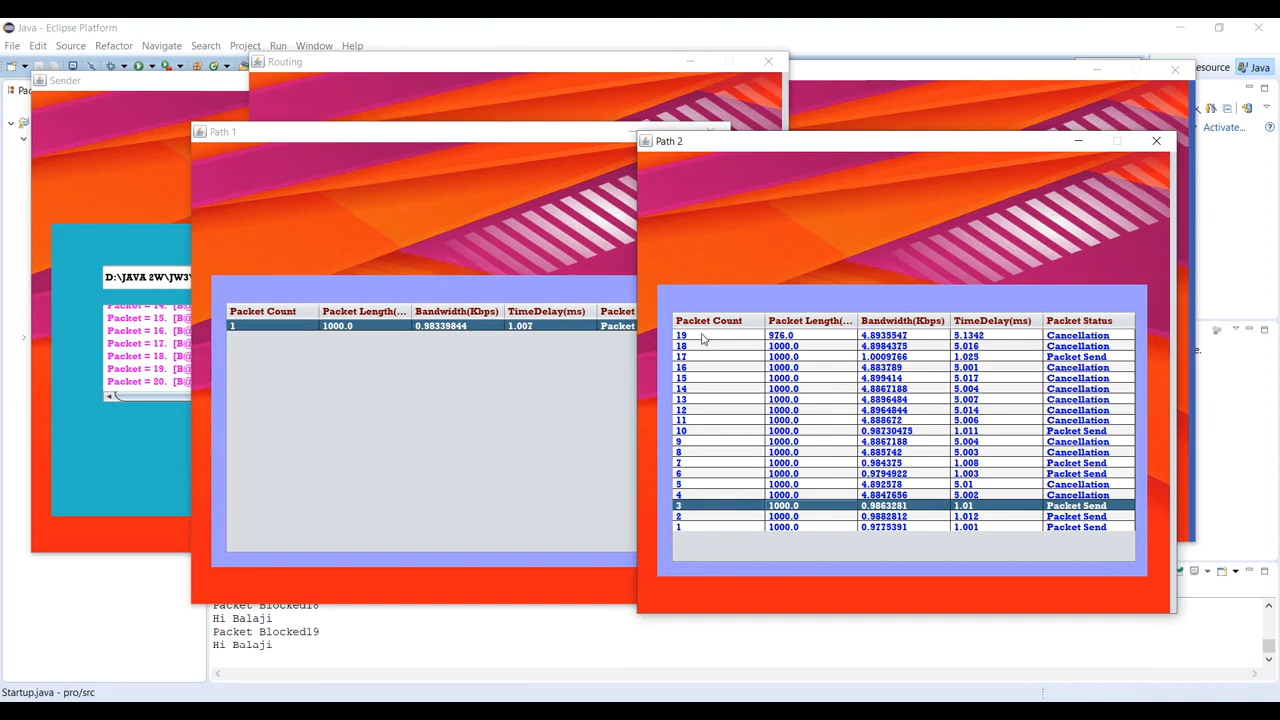 Java - Eclipse Platform
File Edit Source Refactor Navigate Search Project Run Window Help
Routing
Sender
esource Java
Activate...
Path 1
Path 2
D:\JAVA 2W\JW3\
Packet = 14. [B@
Packet = 15. [B@
Packet = 16. [B@
Packet = 17. [B@
Packet = 18. [B@
Packet = 19. [B@
Packet = 20. [B@
Packet Count Packet Length(... Bandwidth(Kbps) TimeDelay(ms) Packet
1 1000.0 0.98339844 1.007 Packet
Packet Count Packet Length(... Bandwidth(Kbps) TimeDelay(ms) Packet Status
19 976.0 4.8935547 5.1342 Cancellation
18 1000.0 4.8984375 5.016 Cancellation
17 1000.0 1.0009766 1.025 Packet Send
16 1000.0 4.883789 5.001 Cancellation
15 1000.0 4.899414 5.017 Cancellation
14 1000.0 4.8867188 5.004 Cancellation
13 1000.0 4.8896484 5.007 Cancellation
12 1000.0 4.8964844 5.014 Cancellation
11 1000.0 4.888672 5.006 Cancellation
10 1000.0 0.98730475 1.011 Packet Send
9 1000.0 4.8867188 5.004 Cancellation
8 1000.0 4.885742 5.003 Cancellation
7 1000.0 0.984375 1.008 Packet Send
6 1000.0 0.9794922 1.003 Packet Send
5 1000.0 4.892578 5.01 Cancellation
4 1000.0 4.8847656 5.002 Cancellation
3 1000.0 0.9863281 1.01 Packet Send
2 1000.0 0.9882812 1.012 Packet Send
1 1000.0 0.9775391 1.001 Packet Send
Packet Blocked18
Hi Balaji
Packet Blocked19
Hi Balaji
Startup.java - pro/src